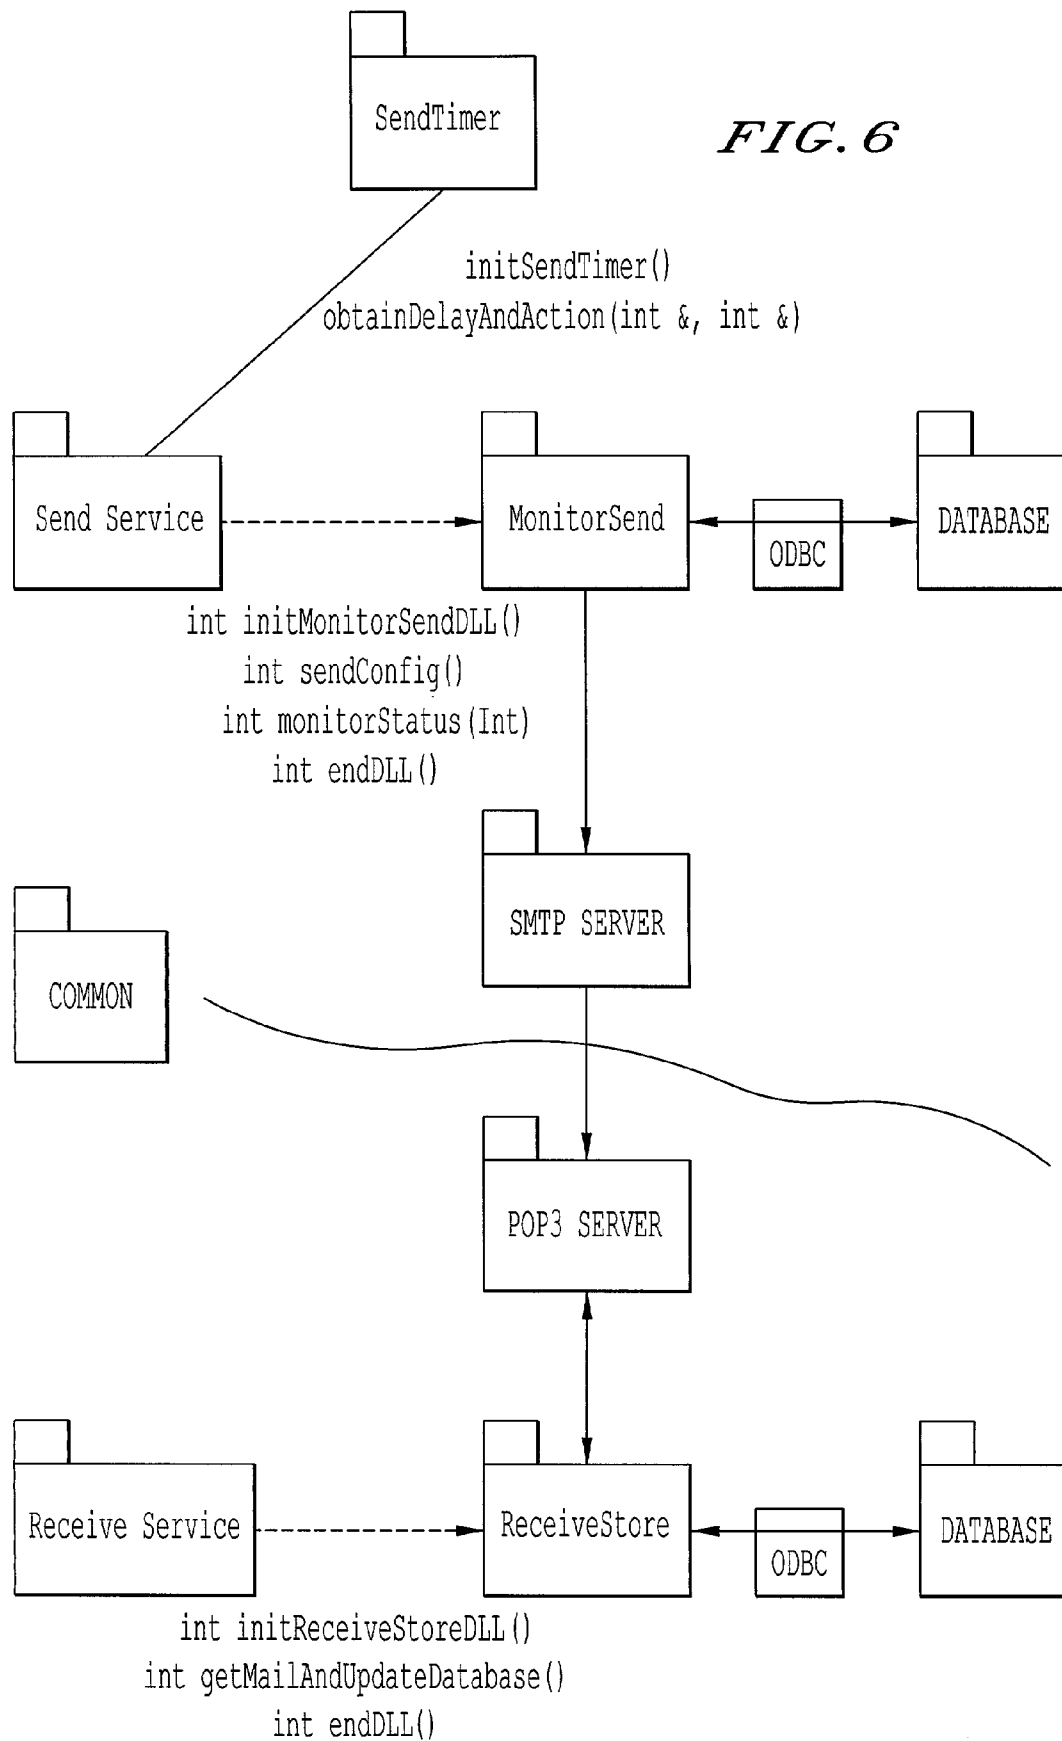 SendTimer
FIG. 6
initSendTimer()
obtainDelayAndAction(int &, int &)
Send Service
MonitorSend
ODBC
DATABASE
int initMonitorSendDLL()
int sendConfig()
int monitorStatus(Int)
int endDLL()
SMTP SERVER
COMMON
POP3 SERVER
Receive Service
ReceiveStore
ODBC
DATABASE
int initReceiveStoreDLL()
int getMailAndUpdateDatabase()
int endDLL()